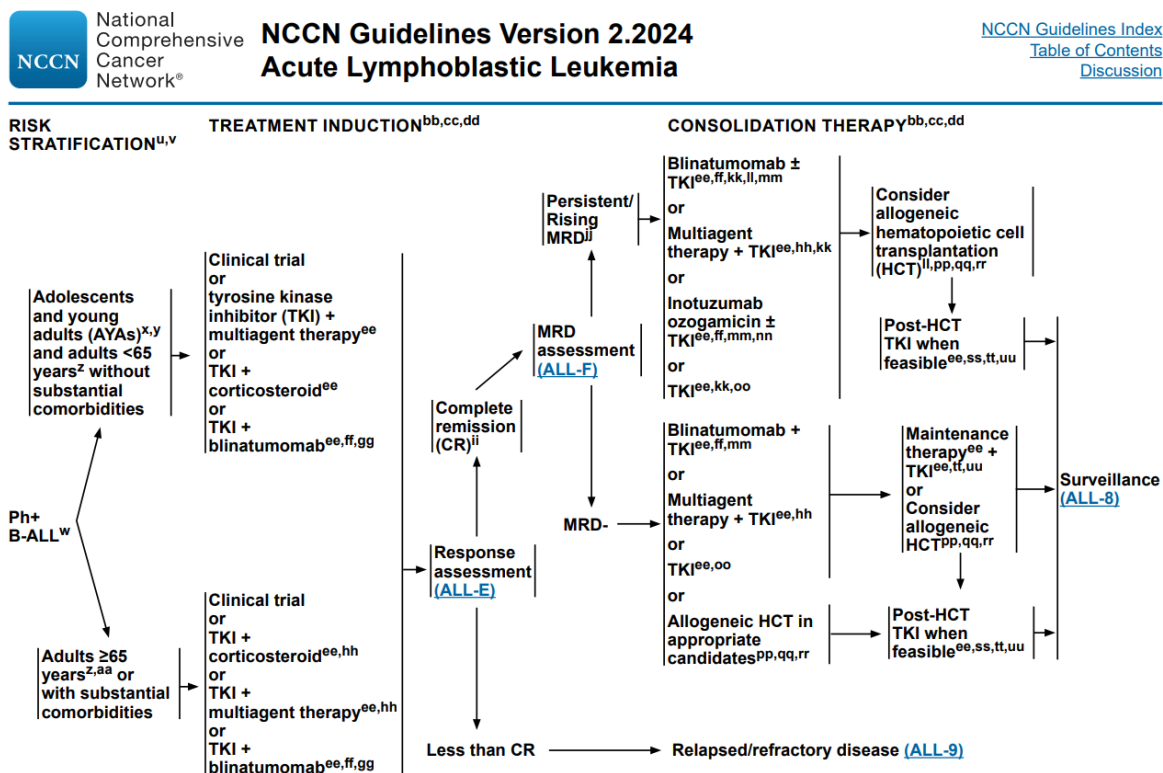 National
Comprehensive
Cancer
Network®
NCCN
NCCN Guidelines Version 2.2024
Acute Lymphoblastic Leukemia
NCCN Guidelines Index
Table of Contents
Discussion
RISK
STRATIFICATIONu,v
TREATMENT INDUCTIONbb,cc,dd
CONSOLIDATION THERAPYbb,cc,dd
Ph+
B-ALLw
Adolescents
and young
adults (AYAs)x,y
and adults <65
yearsz without
substantial
comorbidities
Adults ≥65
yearsz,aa or
with substantial
comorbidities
Clinical trial
or
tyrosine kinase
inhibitor (TKI) +
multiagent therapyee
or
TKI +
corticosteroidee
or
TKI +
blinatumomabee,ff,gg
Clinical trial
or
TKI +
corticosteroidee,hh
or
TKI +
multiagent therapyee,hh
or
TKI +
blinatumomabee,ff,gg
Response
assessment
(ALL-E)
Complete
remission
(CR)ii
Less than CR
Relapsed/refractory disease (ALL-9)
MRD
assessment
(ALL-F)
Persistent/
Rising
MRDjj
MRD-
Blinatumomab ±
TKIee,ff,kk,ll,mm
or
Multiagent
therapy + TKIee,hh,kk
or
Inotuzumab
ozogamicin ±
TKIee,ff,mm,nn
or
TKIee,kk,oo
Consider
allogeneic
hematopoietic cell
transplantation
(HCT)ll,pp,qq,rr
Post-HCT
TKI when
feasibleee,ss,tt,uu
Blinatumomab +
TKIee,ff,mm
or
Multiagent
therapy + TKIee,hh
or
TKIee,oo
or
Allogeneic HCT in
appropriate
candidatespp,qq,rr
Maintenance
therapyee +
TKIee,tt,uu
or
Consider
allogeneic
HCTpp,qq,rr
Post-HCT
TKI when
feasibleee,ss,tt,uu
Surveillance
(ALL-8)